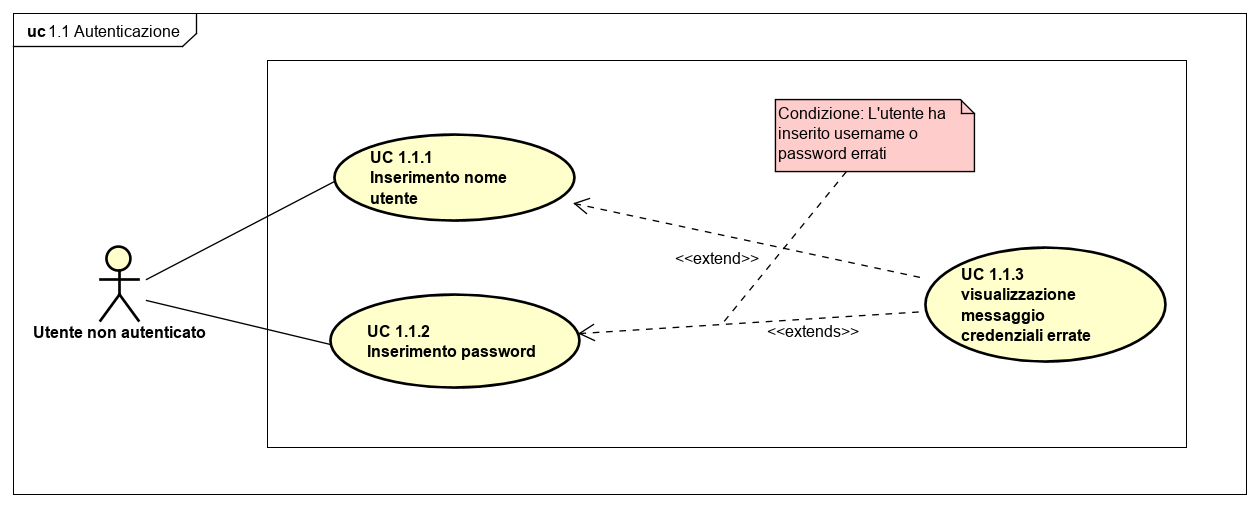 uc 1.1 Autenticazione
Condizione: L'utente ha
inserito username o
password errati
UC 1.1.1
Inserimento nome
utente
<<extend>>
UC 1.1.3
visualizzazione
messaggio
credenziali errate
Utente non autenticato
UC 1.1.2
Inserimento password
<<extends>>